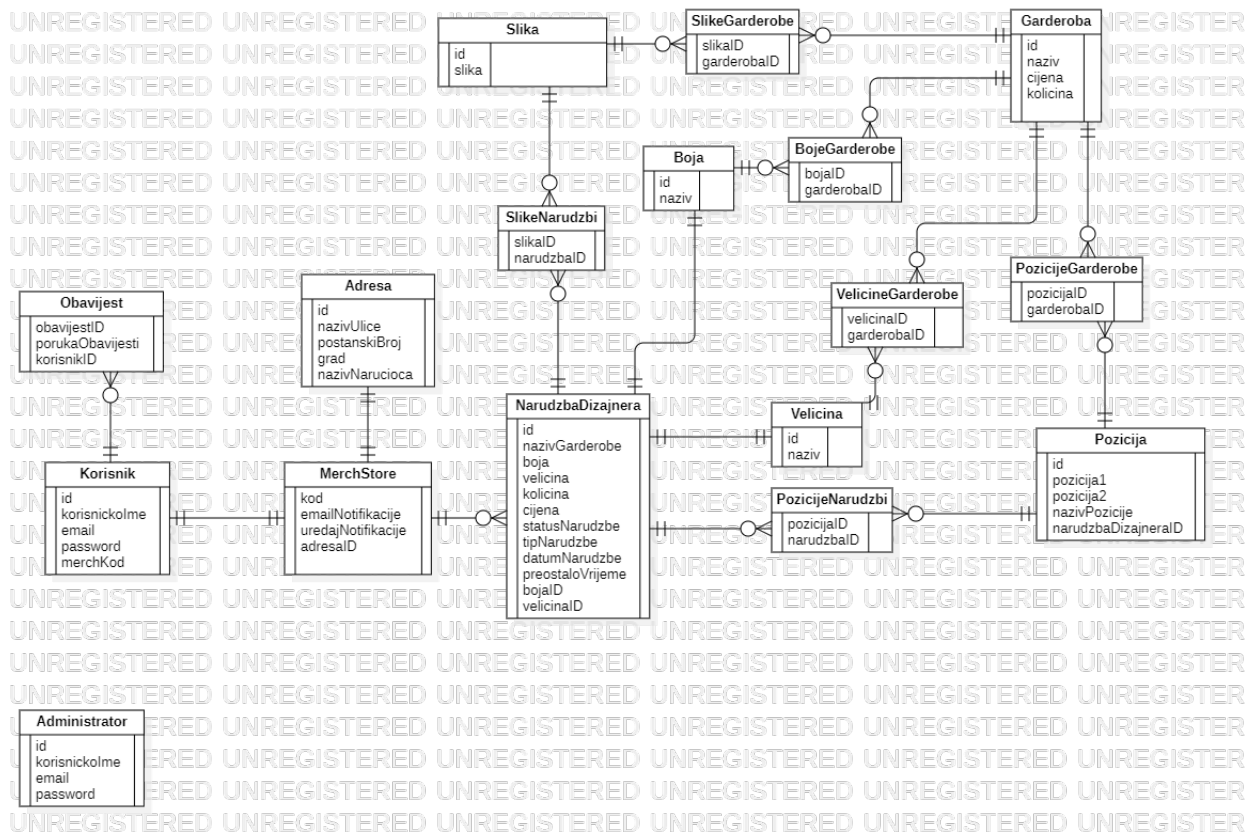 Slika
id
slika
SlikeGarderobe
slikaID
garderobaID
Garderoba
id
naziv
cijena
kolicina
Boja
id
naziv
BojeGarderobe
bojaID
garderobaID
SlikeNarudzbi
slikaID
narudzbaID
VelicineGarderobe
velicinaID
garderobaID
PozicijeGarderobe
pozicijaID
garderobaID
Obavijest
obavijestID
porukaObavijesti
korisnikID
Adresa
id
nazivUlice
postanskiBroj
grad
nazivNarucioca
NarudzbaDizajnera
id
nazivGarderobe
boja
velicina
kolicina
cijena
statusNarudzbe
tipNarudzbe
datumNarudzbe
preostaloVrijeme
bojaID
velicinaID
Velicina
id
naziv
Pozicija
id
pozicija1
pozicija2
nazivPozicije
narudzbaDizajneraID
Korisnik
id
korisnickoIme
email
password
merchKod
MerchStore
kod
emailNotifikacije
uredajNotifikacije
adresaID
PozicijeNarudzbi
pozicijaID
narudzbaID
Administrator
id
korisnickoIme
email
password
UNREGISTERED